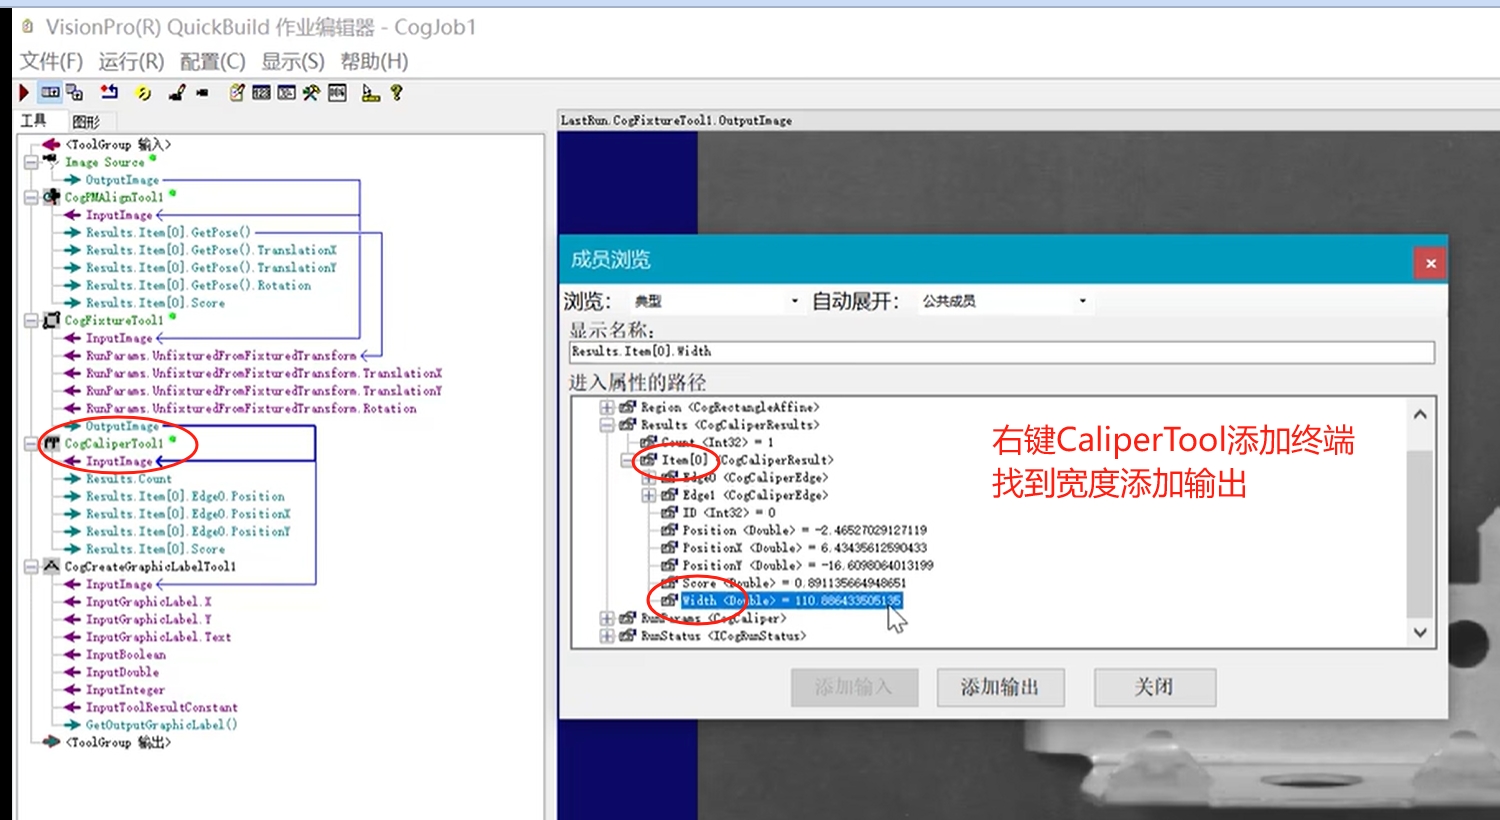 VisionPro(R) QuickBuild 作业编辑器 - CogJob1
文件(F) 运行(R) 配置(C) 显示(S) 帮助(H)
工具 图形
<ToolGroup 输入>
Image Source
OutputImage
CogPMAlignTool1
InputImage
Results.Item[0].GetPose()
Results.Item[0].GetPose().TranslationX
Results.Item[0].GetPose().TranslationY
Results.Item[0].GetPose().Rotation
Results.Item[0].Score
CogFixtureTool1
InputImage
RunParams.UnfixturedFromFixturedTransform
RunParams.UnfixturedFromFixturedTransform.TranslationX
RunParams.UnfixturedFromFixturedTransform.TranslationY
RunParams.UnfixturedFromFixturedTransform.Rotation
OutputImage
CogCaliperTool1
InputImage
Results.Count
Results.Item[0].Edge0.Position
Results.Item[0].Edge0.PositionX
Results.Item[0].Edge0.PositionY
Results.Item[0].Score
CogCreateGraphicLabelTool1
InputImage
InputGraphicLabel.X
InputGraphicLabel.Y
InputGraphicLabel.Text
InputBoolean
InputDouble
InputInteger
InputToolResultConstant
GetOutputGraphicLabel()
<ToolGroup 输出>
LastRun.CogFixtureTool1.OutputImage
成员浏览
浏览： 典型 自动展开： 公共成员
显示名称：
Results.Item[0].Width
进入属性的路径
Region <CogRectangleAffine>
Results <CogCaliperResults>
Count <Int32> = 1
Item[0] <CogCaliperResult>
Edge0 <CogCaliperEdge>
Edge1 <CogCaliperEdge>
ID <Int32> = 0
Position <Double> = -2.46527029127119
PositionX <Double> = 6.43435612590433
PositionY <Double> = -16.6098064013199
Score <Double> = 0.891135664948651
Width <Double> = 110.886433505135
RunParams <CogCaliper>
RunStatus <ICogRunStatus>
右键CaliperTool添加终端
找到宽度添加输出
添加输入 添加输出 关闭